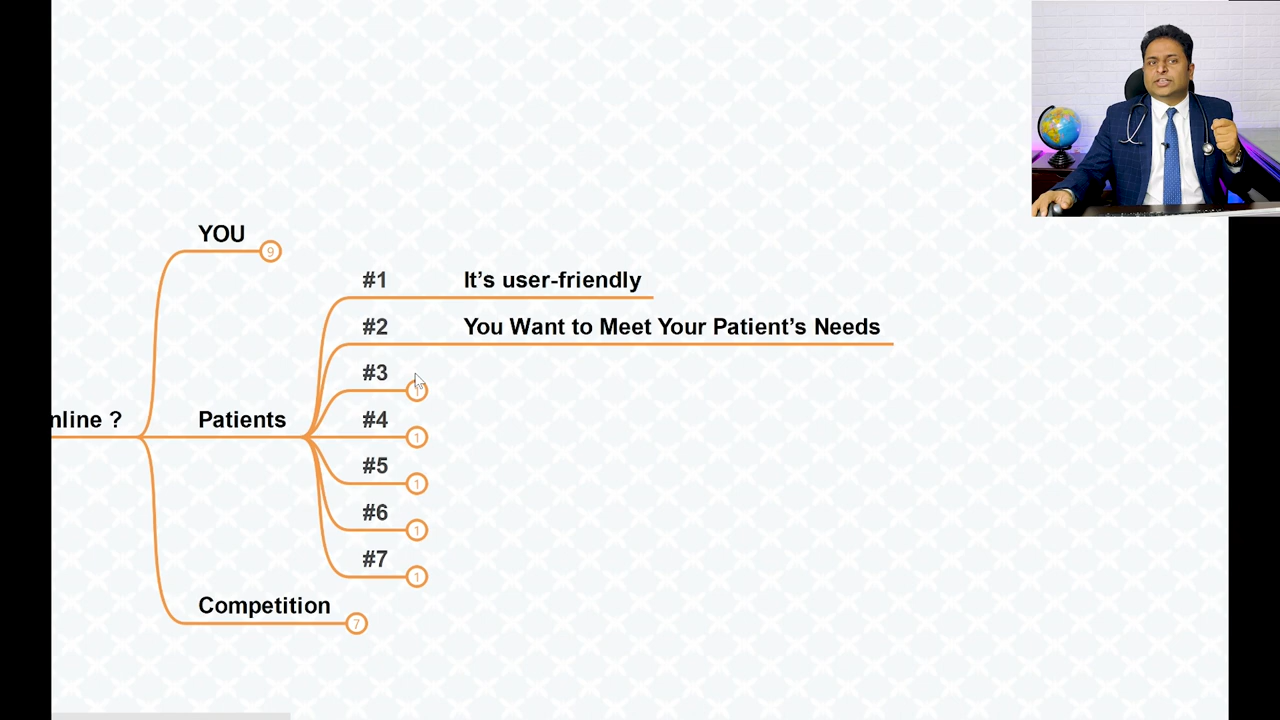 YOU 9
#1 It's user-friendly
#2 You Want to Meet Your Patient's Needs
#3
nline ? Patients #4 1
#5 1
#6 1
#7 1
Competition 7